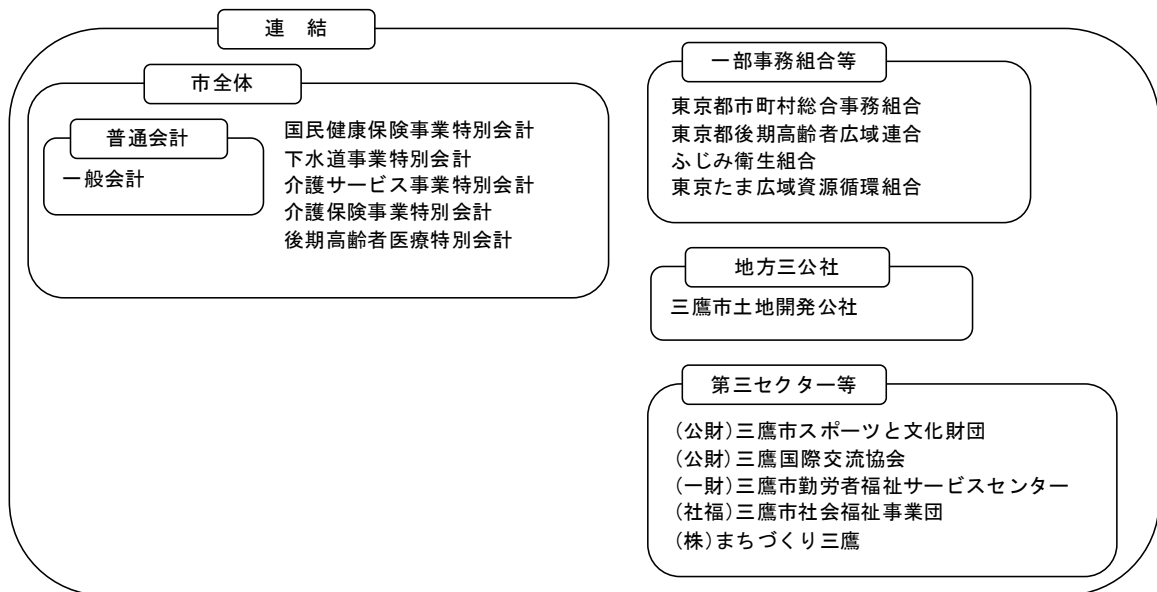 連　結
市全体
普通会計
一般会計
国民健康保険事業特別会計
下水道事業特別会計
介護サービス事業特別会計
介護保険事業特別会計
後期高齢者医療特別会計
一部事務組合等
東京都市町村総合事務組合
東京都後期高齢者広域連合
ふじみ衛生組合
東京たま広域資源循環組合
地方三公社
三鷹市土地開発公社
第三セクター等
(公財)三鷹市スポーツと文化財団
(公財)三鷹国際交流協会
(一財)三鷹市勤労者福祉サービスセンター
(社福)三鷹市社会福祉事業団
(株)まちづくり三鷹